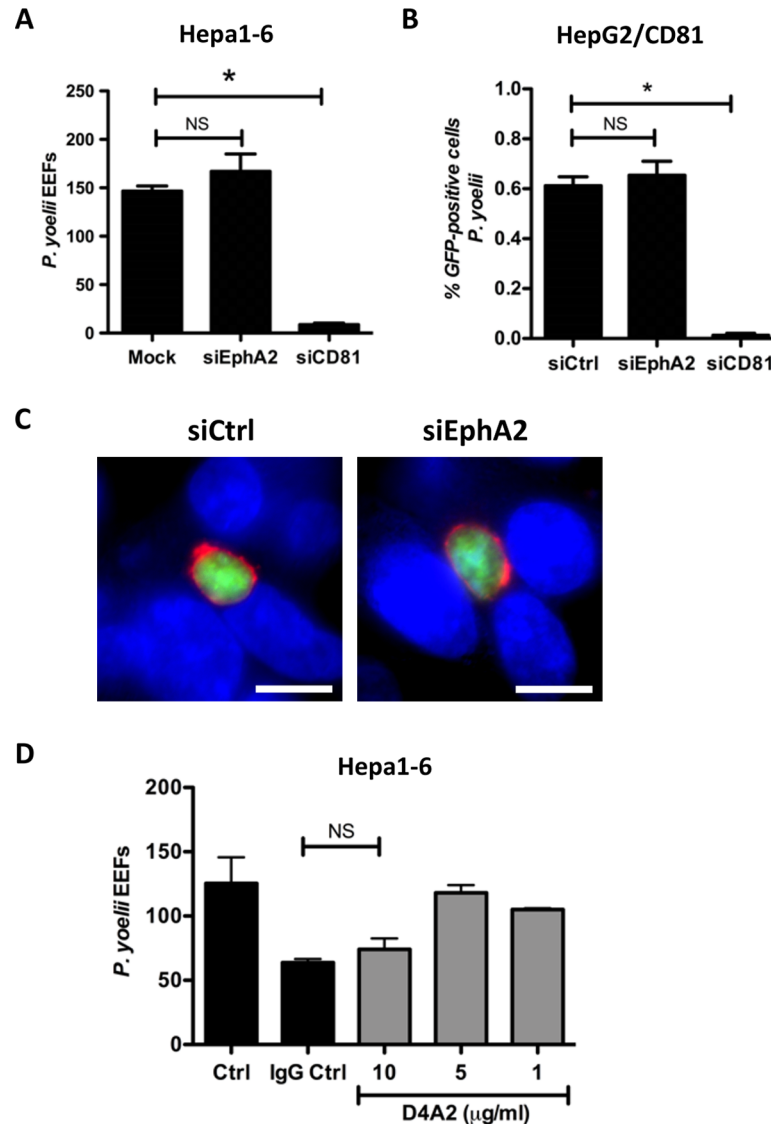 A
Hepa1-6
*
NS
250
200
150
100
50
0
P. yoelii EEFs
Mock siEphA2 siCD81
B
HepG2/CD81
*
NS
1.0
0.8
0.6
0.4
0.2
0.0
% GFP-positive cells
P. yoelii
siCtrl siEphA2 siCD81
C
siCtrl siEphA2
D
Hepa1-6
NS
200
150
100
50
0
P. yoelii EEFs
Ctrl IgG Ctrl 10 5 1
D4A2 (μg/ml)